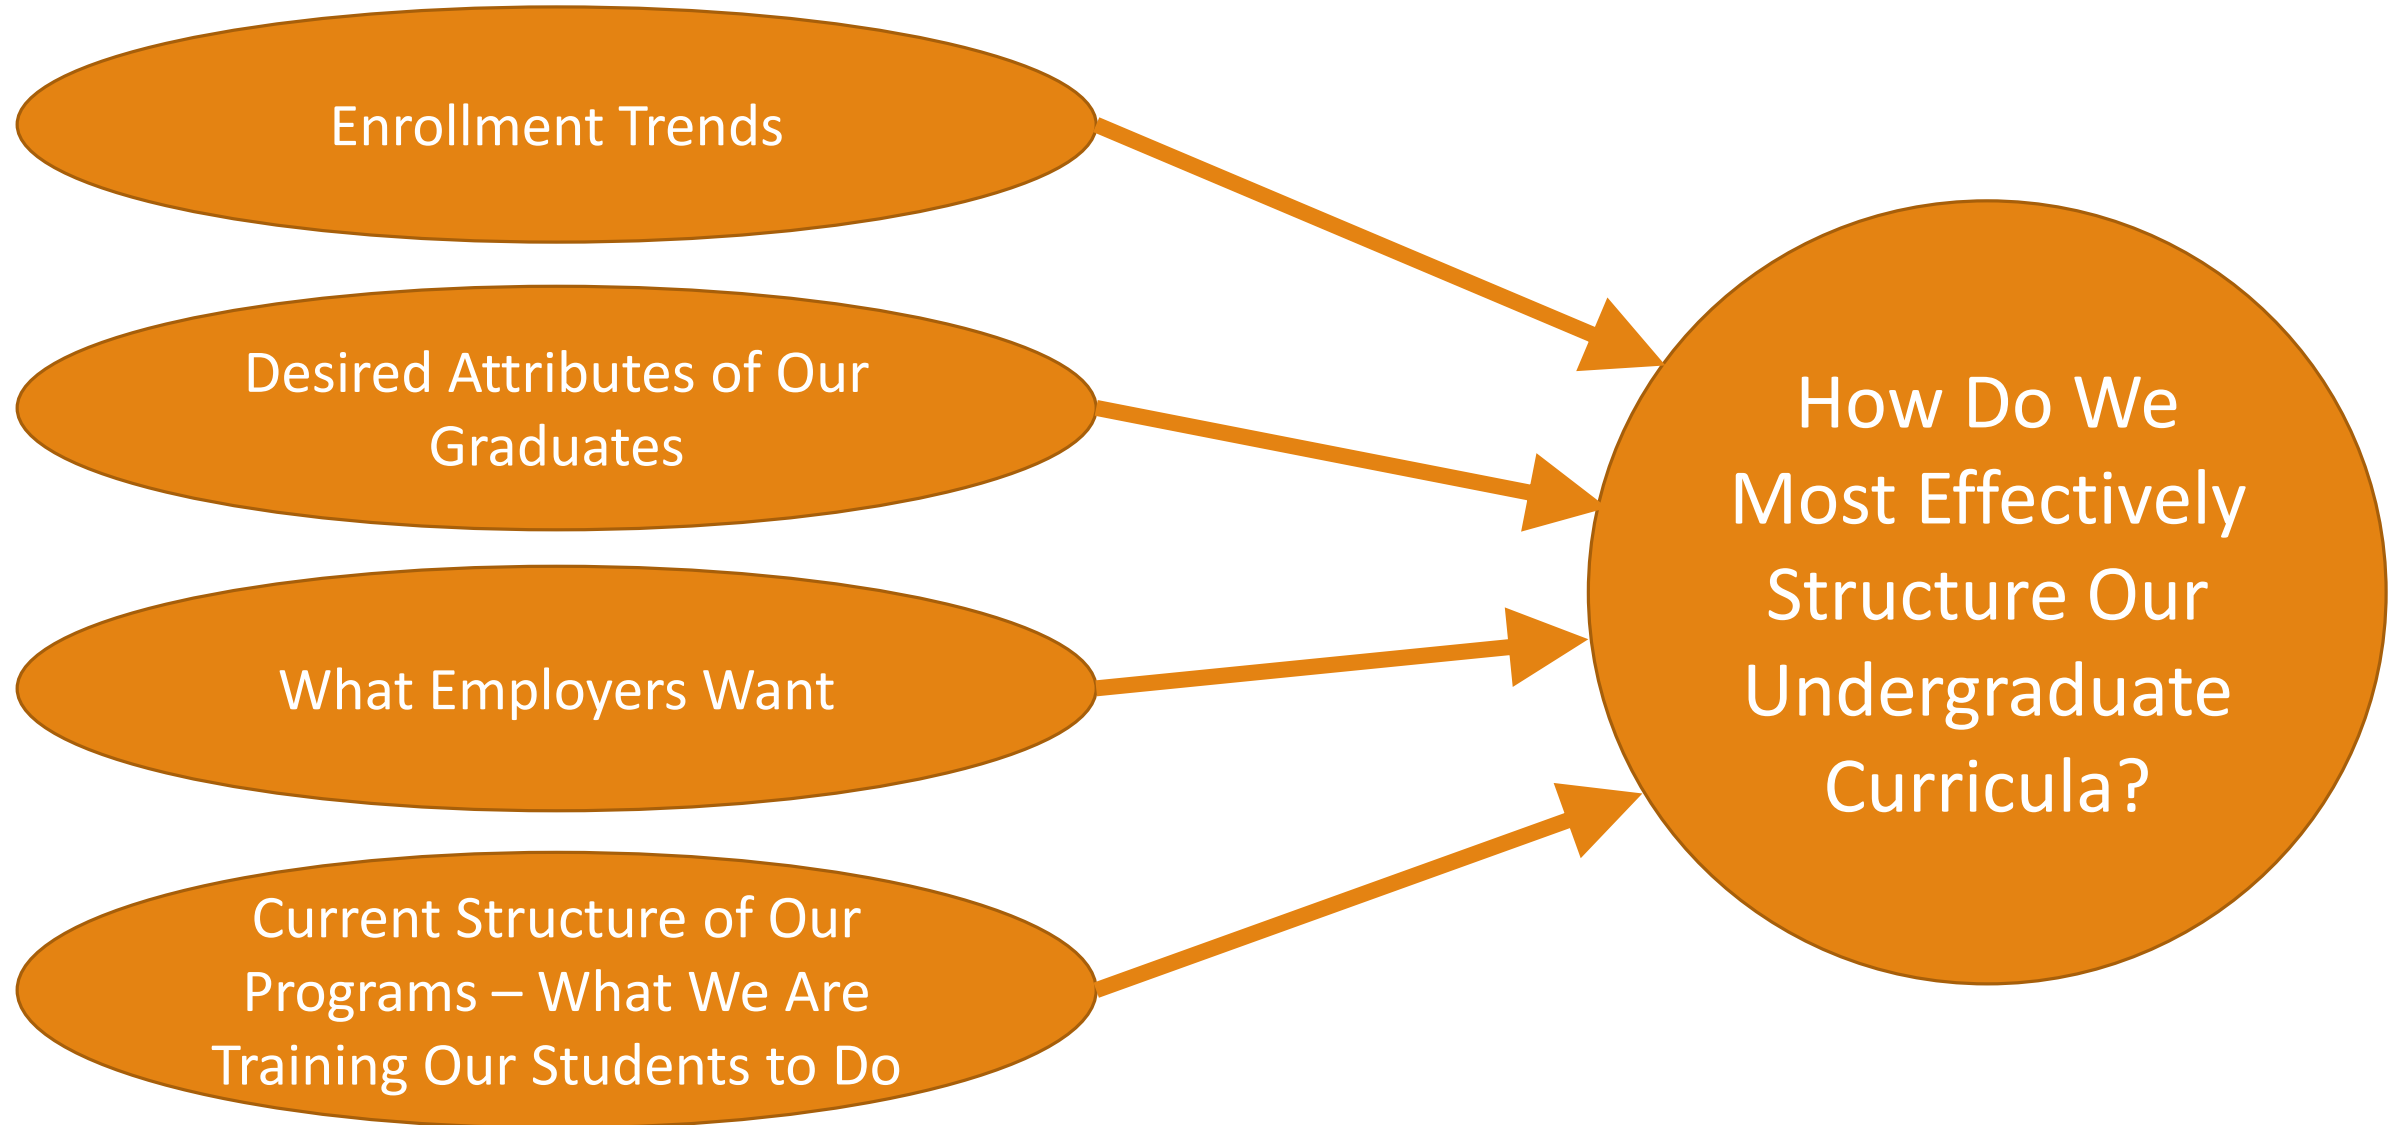 Enrollment Trends
Desired Attributes of Our
Graduates
What Employers Want
Current Structure of Our
Programs – What We Are
Training Our Students to Do
How Do We
Most Effectively
Structure Our
Undergraduate
Curricula?